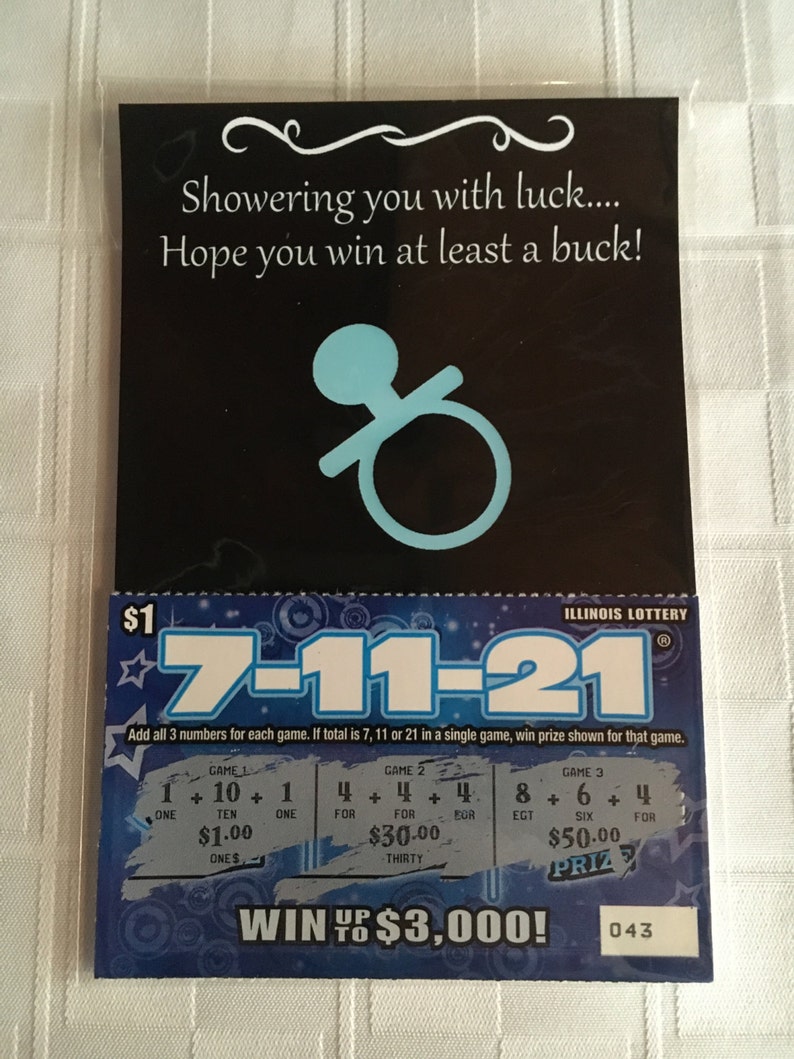 Showering you with luck....
Hope you win at least a buck!
$1
ILLINOIS LOTTERY
7-11-21®
Add all 3 numbers for each game. If total is 7, 11 or 21 in a single game, win prize shown for that game.
GAME 1
1 + 10 + 1
ONE TEN ONE
$1.00
ONE$
GAME 2
4 + 4 + 4
FOR FOR FOR
$30.00
THIRTY
GAME 3
8 + 6 + 4
EGT SIX FOR
$50.00
PRIZE
WIN UP TO $3,000!
043